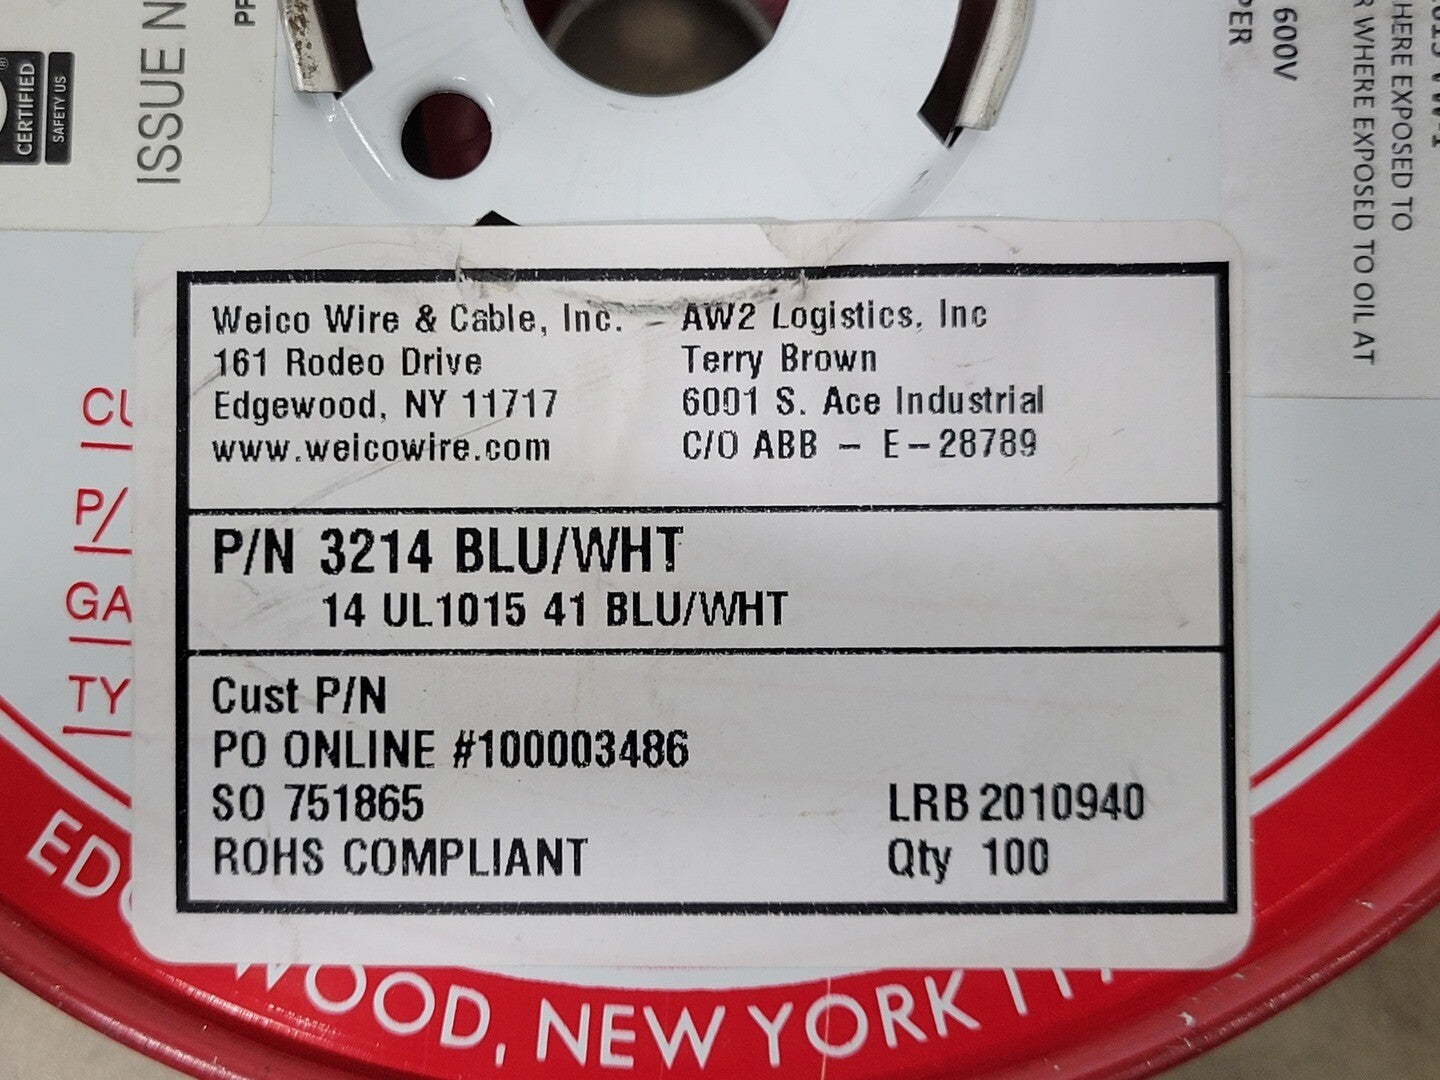 CERTIFIED
SAFETY US
ISSUE N
600V
HERE EXPOSED TO
R WHERE EXPOSED TO OIL AT
Weico Wire & Cable, Inc.
161 Rodeo Drive
Edgewood, NY 11717
www.weicowire.com
AW2 Logistics, Inc
Terry Brown
6001 S. Ace Industrial
C/O ABB - E-28789
P/N 3214 BLU/WHT
14 UL1015 41 BLU/WHT
Cust P/N
PO ONLINE #100003486
SO 751865
ROHS COMPLIANT
LRB 2010940
Qty 100
P/
GA
TY
WOOD, NEW YORK